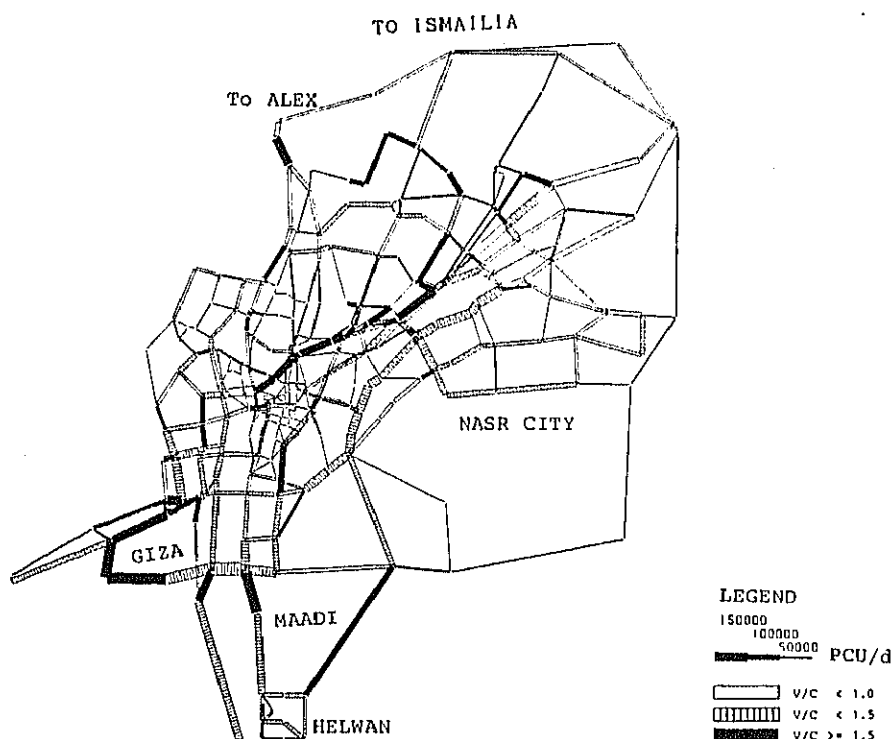 TO ISMAILIA
To ALEX
NASR CITY
GIZA
MAADI
HELWAN
LEGEND
150000
100000
50000 PCU/d
V/C < 1.0
V/C < 1.5
V/C >= 1.5